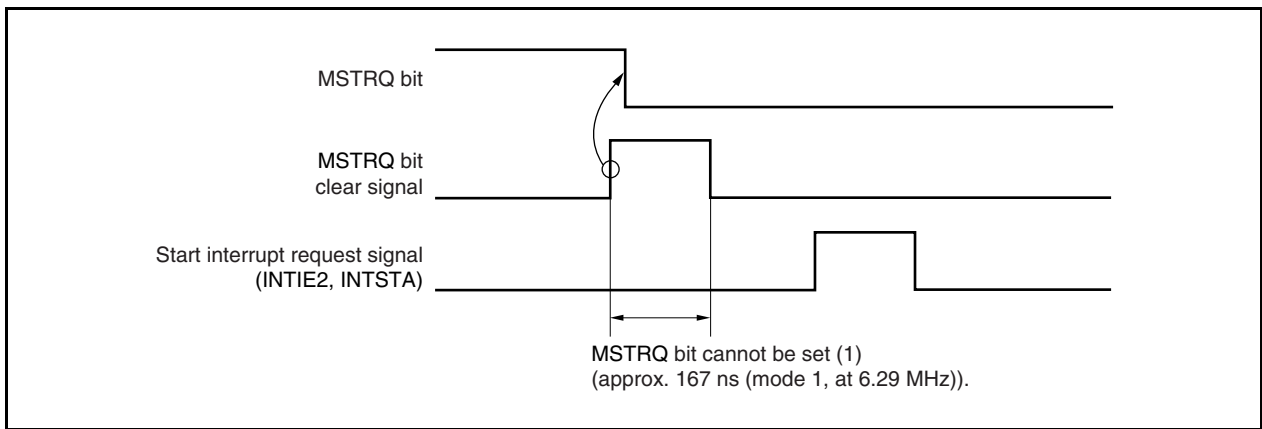 MSTRQ bit
MSTRQ bit
clear signal
Start interrupt request signal
(INTIE2, INTSTA)
MSTRQ bit cannot be set (1)
(approx. 167 ns (mode 1, at 6.29 MHz)).